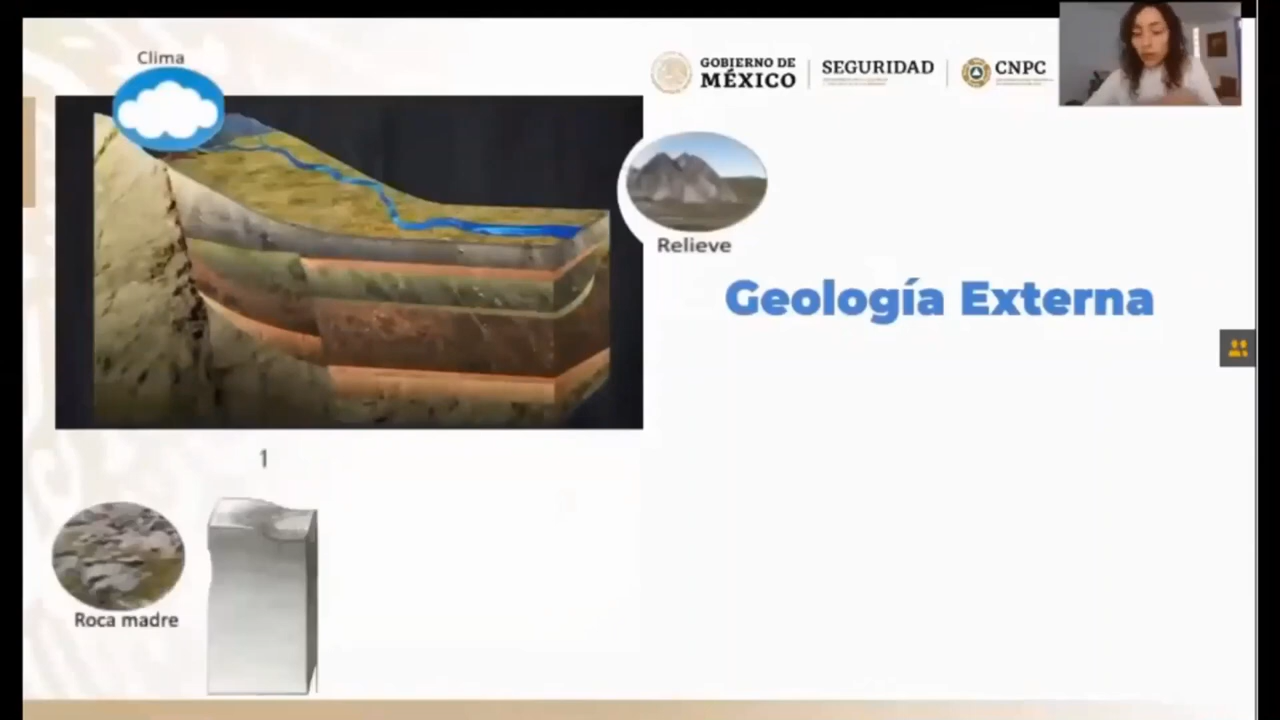 Clima
GOBIERNO DE
MÉXICO
SEGURIDAD
CNPC
Relieve
Geología Externa
1
Roca madre